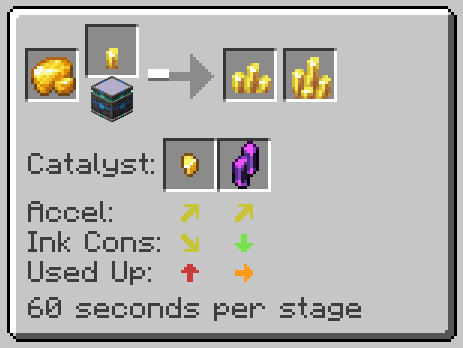 Catalyst:
Accel:
Ink Cons:
Used Up:
60 seconds per stage